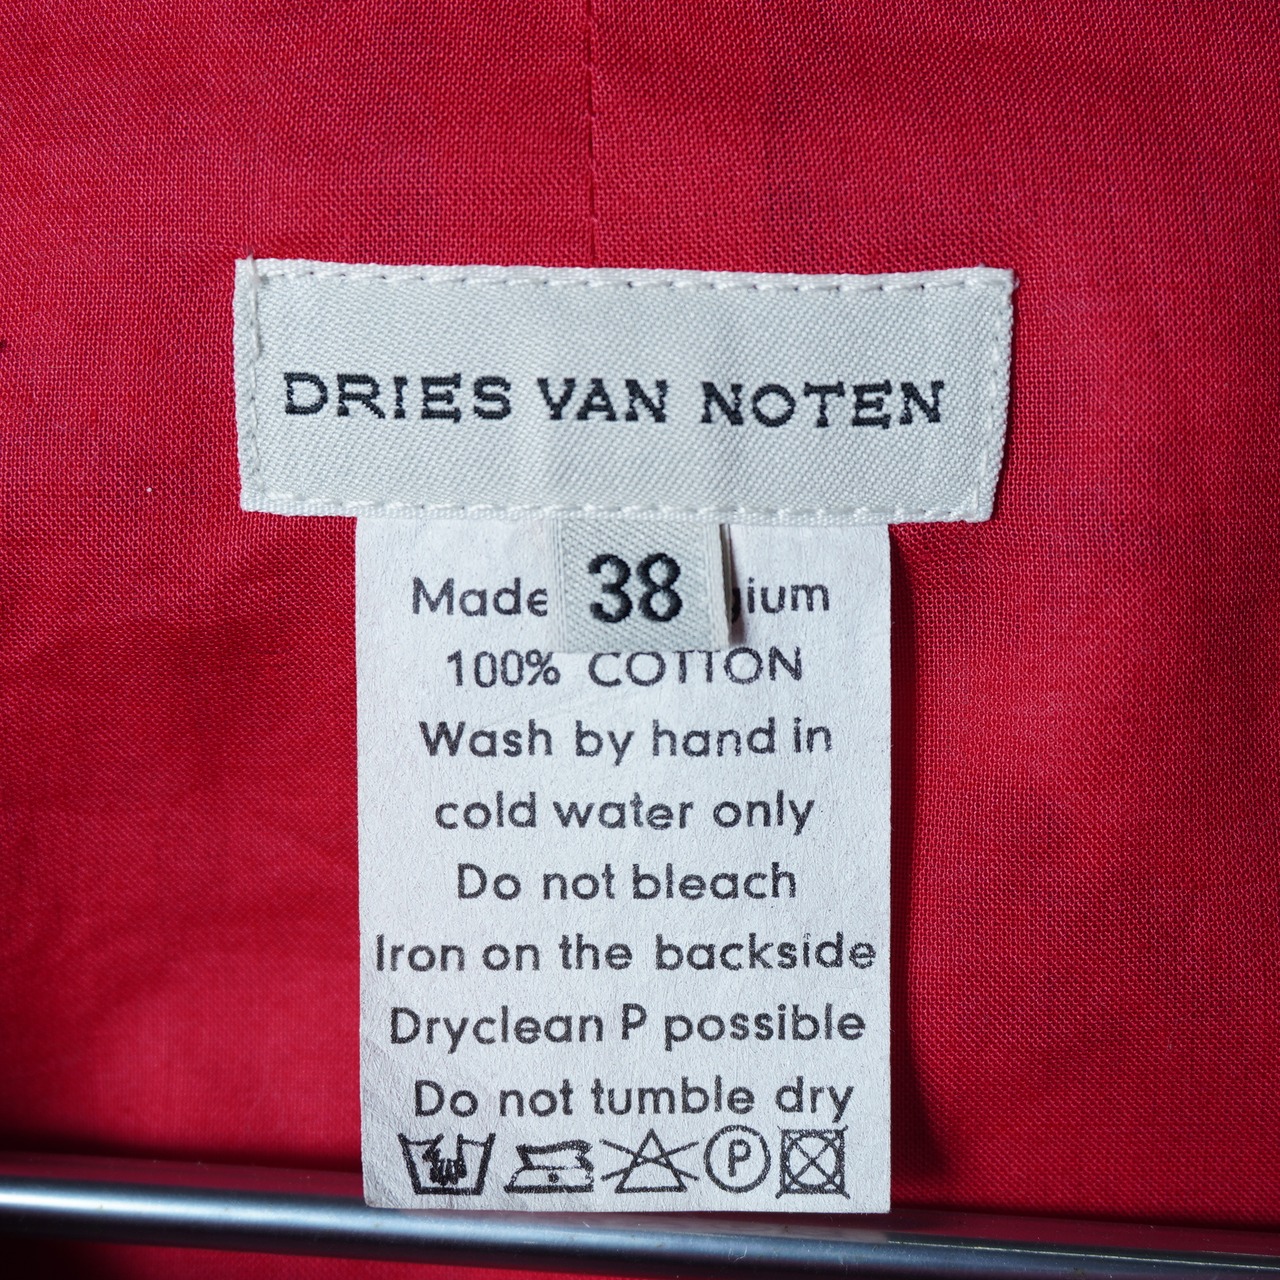 DRIES VAN NOTEN
38
Made
100% COTTON
Wash by hand in
cold water only
Do not bleach
Iron on the backside
Dryclean P possible
Do not tumble dry
P